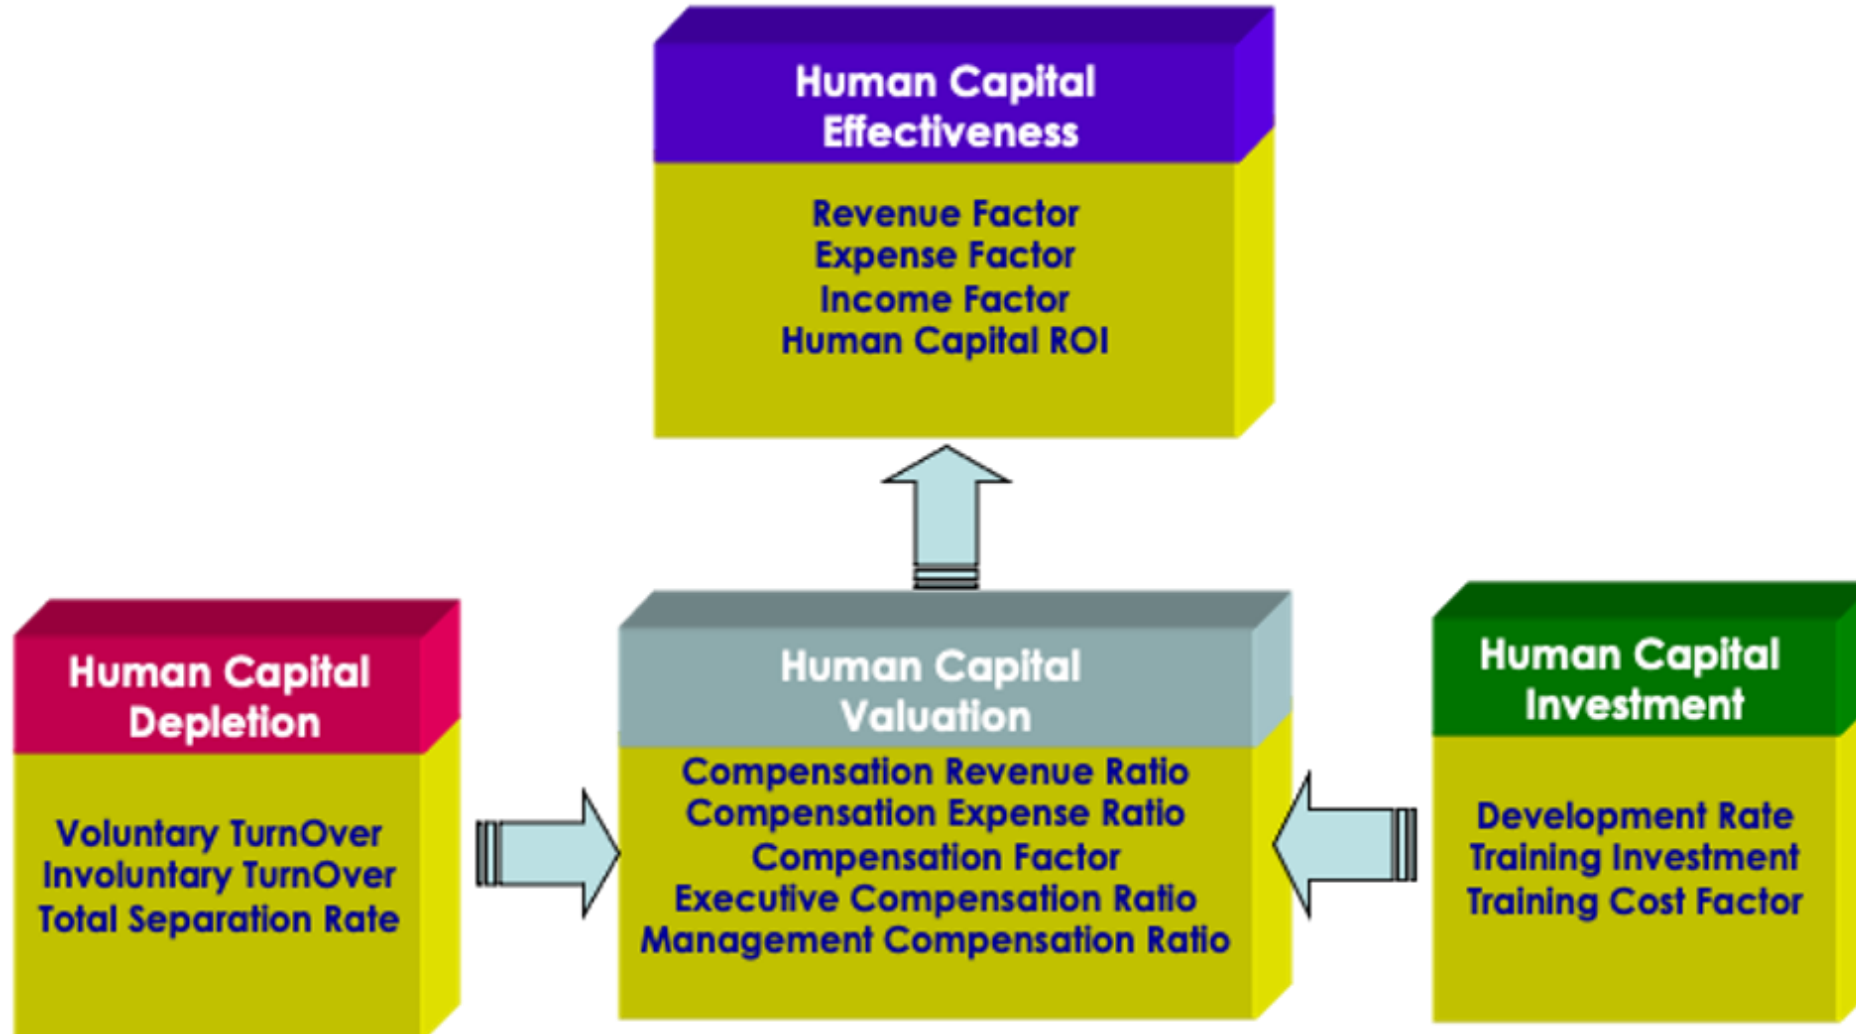 Human Capital
Effectiveness
Revenue Factor
Expense Factor
Income Factor
Human Capital ROI
Human Capital
Depletion
Voluntary TurnOver
Involuntary TurnOver
Total Separation Rate
Human Capital
Valuation
Compensation Revenue Ratio
Compensation Expense Ratio
Compensation Factor
Executive Compensation Ratio
Management Compensation Ratio
Human Capital
Investment
Development Rate
Training Investment
Training Cost Factor